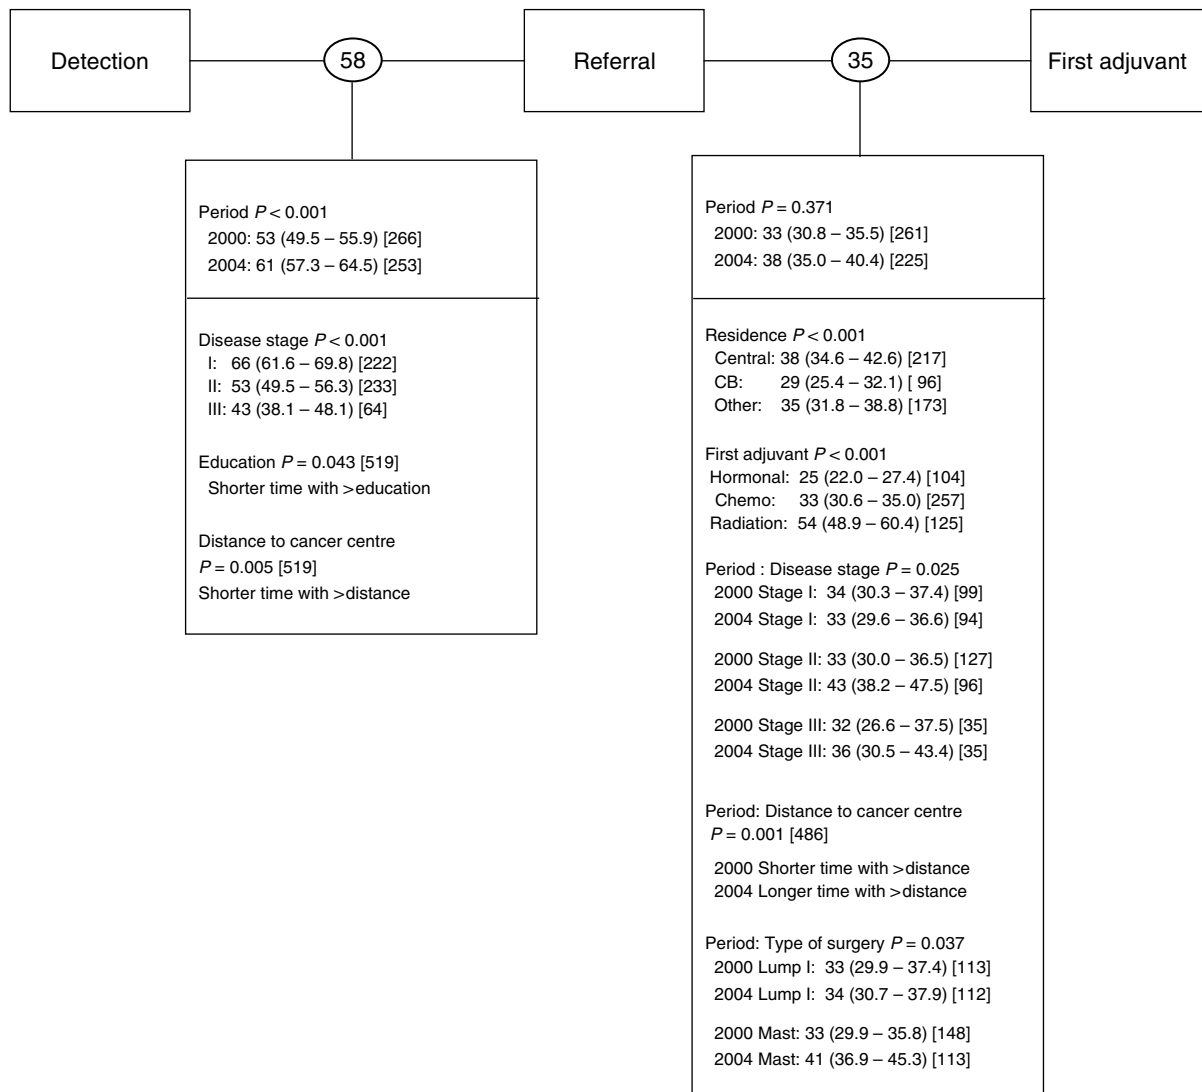 Detection
58
Referral
35
First adjuvant
Period P < 0.001
2000: 53 (49.5 – 55.9) [266]
2004: 61 (57.3 – 64.5) [253]
Disease stage P < 0.001
I: 66 (61.6 – 69.8) [222]
II: 53 (49.5 – 56.3) [233]
III: 43 (38.1 – 48.1) [64]
Education P = 0.043 [519]
Shorter time with >education
Distance to cancer centre
P = 0.005 [519]
Shorter time with >distance
Period P = 0.371
2000: 33 (30.8 – 35.5) [261]
2004: 38 (35.0 – 40.4) [225]
Residence P < 0.001
Central: 38 (34.6 – 42.6) [217]
CB: 29 (25.4 – 32.1) [ 96]
Other: 35 (31.8 – 38.8) [173]
First adjuvant P < 0.001
Hormonal: 25 (22.0 – 27.4) [104]
Chemo: 33 (30.6 – 35.0) [257]
Radiation: 54 (48.9 – 60.4) [125]
Period : Disease stage P = 0.025
2000 Stage I: 34 (30.3 – 37.4) [99]
2004 Stage I: 33 (29.6 – 36.6) [94]
2000 Stage II: 33 (30.0 – 36.5) [127]
2004 Stage II: 43 (38.2 – 47.5) [96]
2000 Stage III: 32 (26.6 – 37.5) [35]
2004 Stage III: 36 (30.5 – 43.4) [35]
Period: Distance to cancer centre
P = 0.001 [486]
2000 Shorter time with >distance
2004 Longer time with >distance
Period: Type of surgery P = 0.037
2000 Lump I: 33 (29.9 – 37.4) [113]
2004 Lump I: 34 (30.7 – 37.9) [112]
2000 Mast: 33 (29.9 – 35.8) [148]
2004 Mast: 41 (36.9 – 45.3) [113]